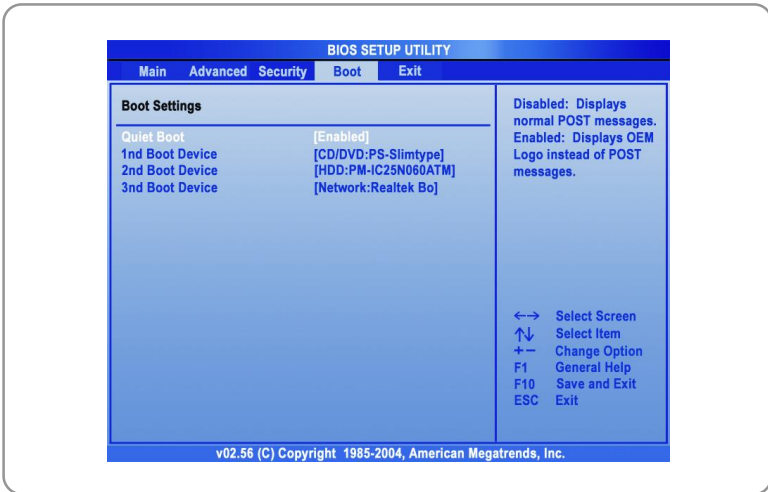 BIOS SETUP UTILITY
Main Advanced Security Boot Exit
Boot Settings
Quiet Boot [Enabled]
1nd Boot Device [CD/DVD:PS-Slimtype]
2nd Boot Device [HDD:PM-IC25N060ATM]
3nd Boot Device [Network:Realtek Bo]
Disabled: Displays
normal POST messages.
Enabled: Displays OEM
Logo instead of POST
messages.
←→ Select Screen
↑↓ Select Item
+− Change Option
F1 General Help
F10 Save and Exit
ESC Exit
v02.56 (C) Copyright 1985-2004, American Megatrends, Inc.